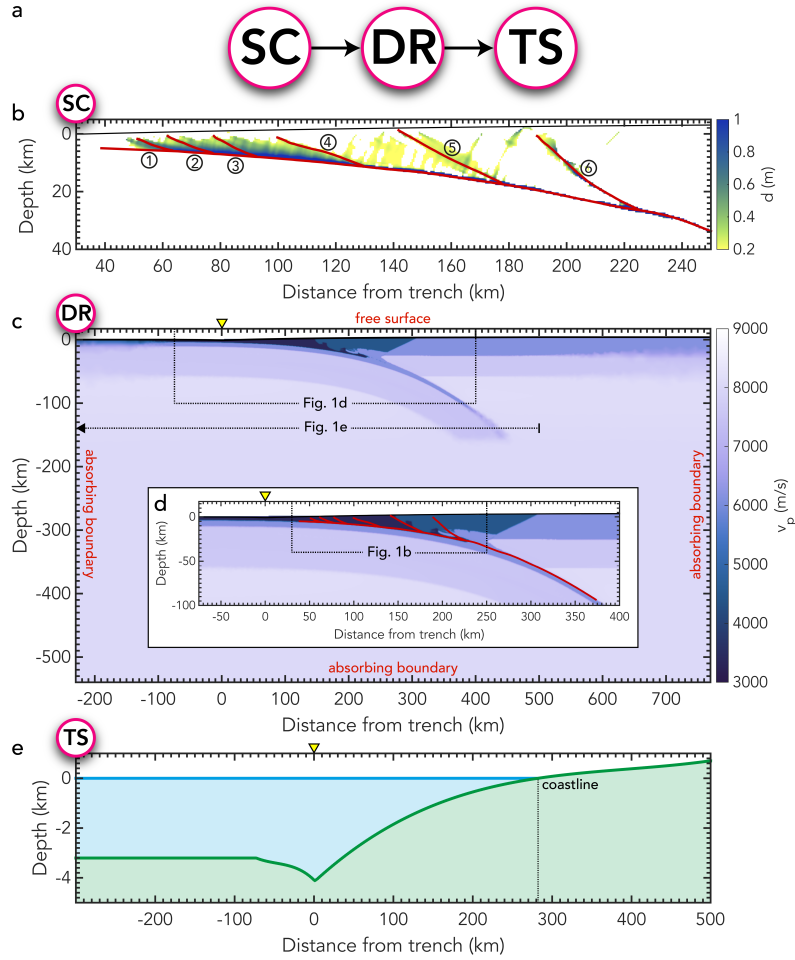 a
SC DR TS
b SC
0
20
40
Depth (km)
1 2 3 4 5 6
40 60 80 100 120 140 160 180 200 220 240
Distance from trench (km)
1
0.8
0.6
0.4
0.2
d (m)
c DR
free surface
0
-100
-200
-300
-400
-500
Depth (km)
Fig. 1d
Fig. 1e
absorbing boundary
absorbing boundary
absorbing boundary
d
0
-50
-100
Depth (km)
Fig. 1b
-50 0 50 100 150 200 250 300 350 400
Distance from trench (km)
-200 -100 0 100 200 300 400 500 600 700
Distance from trench (km)
9000
8000
7000
6000
5000
4000
3000
vp (m/s)
e TS
0
-2
-4
Depth (km)
coastline
-200 -100 0 100 200 300 400 500
Distance from trench (km)